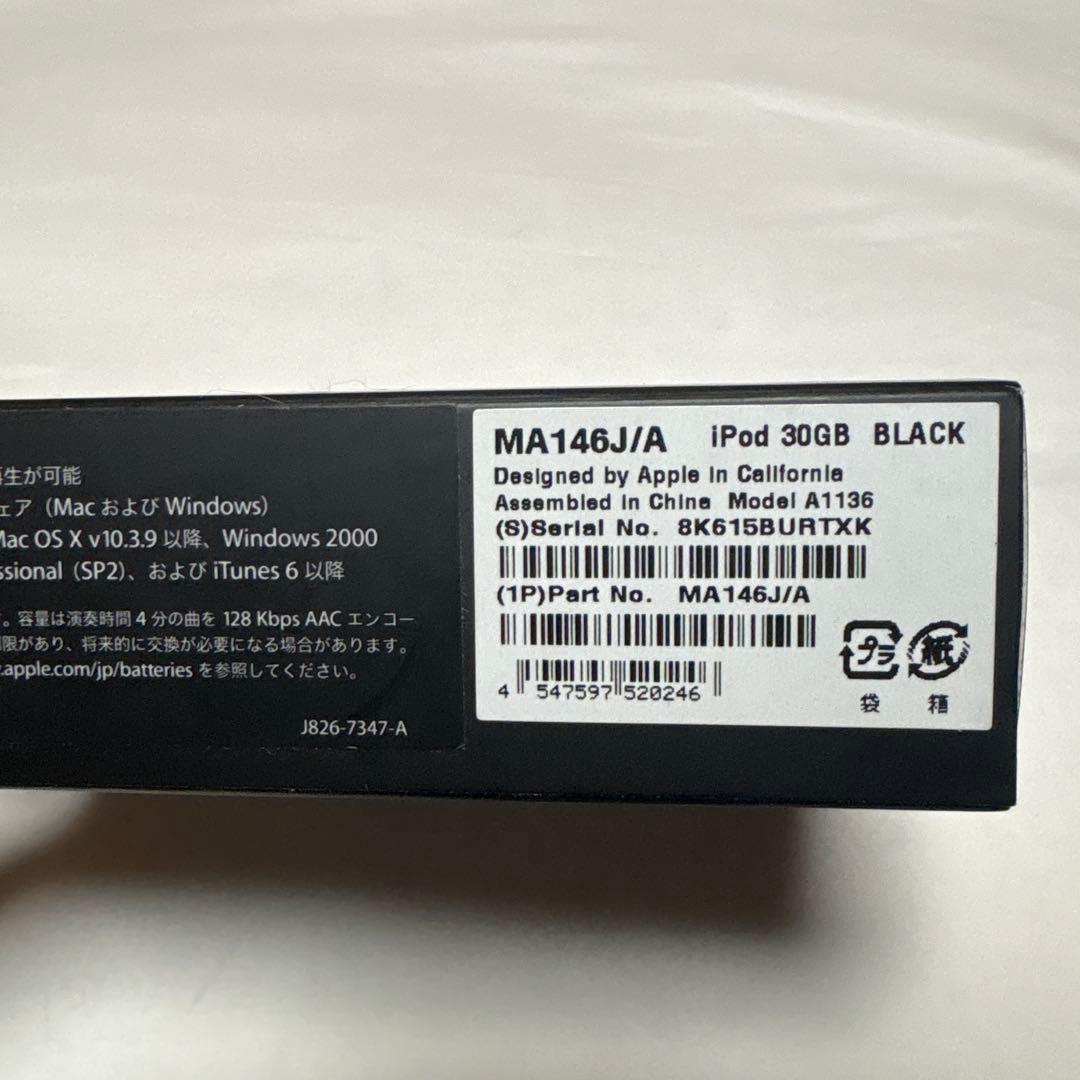 生が可能
ェア（Mac および Windows）
Mac OS X v10.3.9 以降、Windows 2000
ssional（SP2）、および iTunes 6 以降
。容量は演奏時間 4 分の曲を 128 Kbps AAC エンコー
限があり、将来的に交換が必要になる場合があります。
.apple.com/jp/batteries を参照してください。
J826-7347-A
MA146J/A iPod 30GB BLACK
Designed by Apple in California
Assembled in China Model A1136
(S)Serial No. 8K615BURTXK
(1P)Part No. MA146J/A
4 547597 520246
プラ 紙
袋 箱